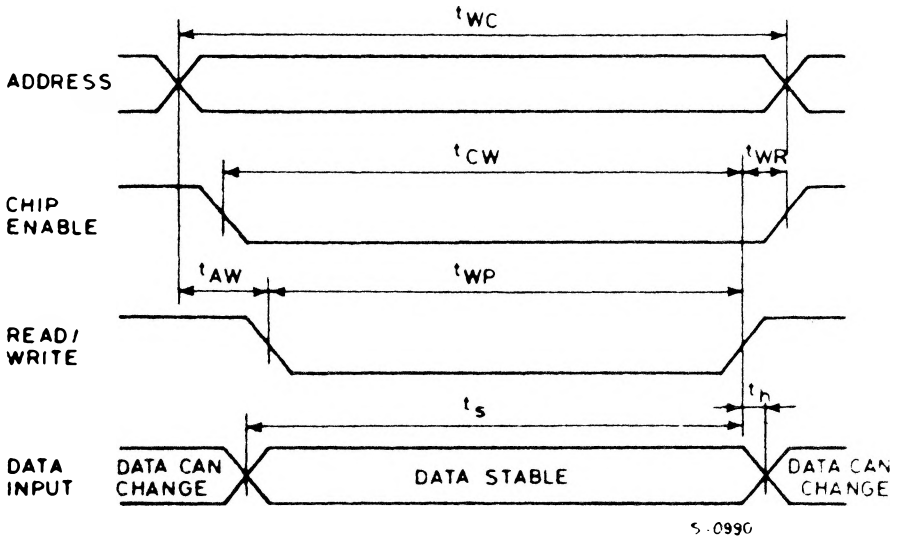 tWC
ADDRESS
tCW
tWR
CHIP
ENABLE
tAW
tWP
READ/
WRITE
ts
th
DATA
INPUT
DATA CAN
CHANGE
DATA STABLE
DATA CAN
CHANGE
S-0990